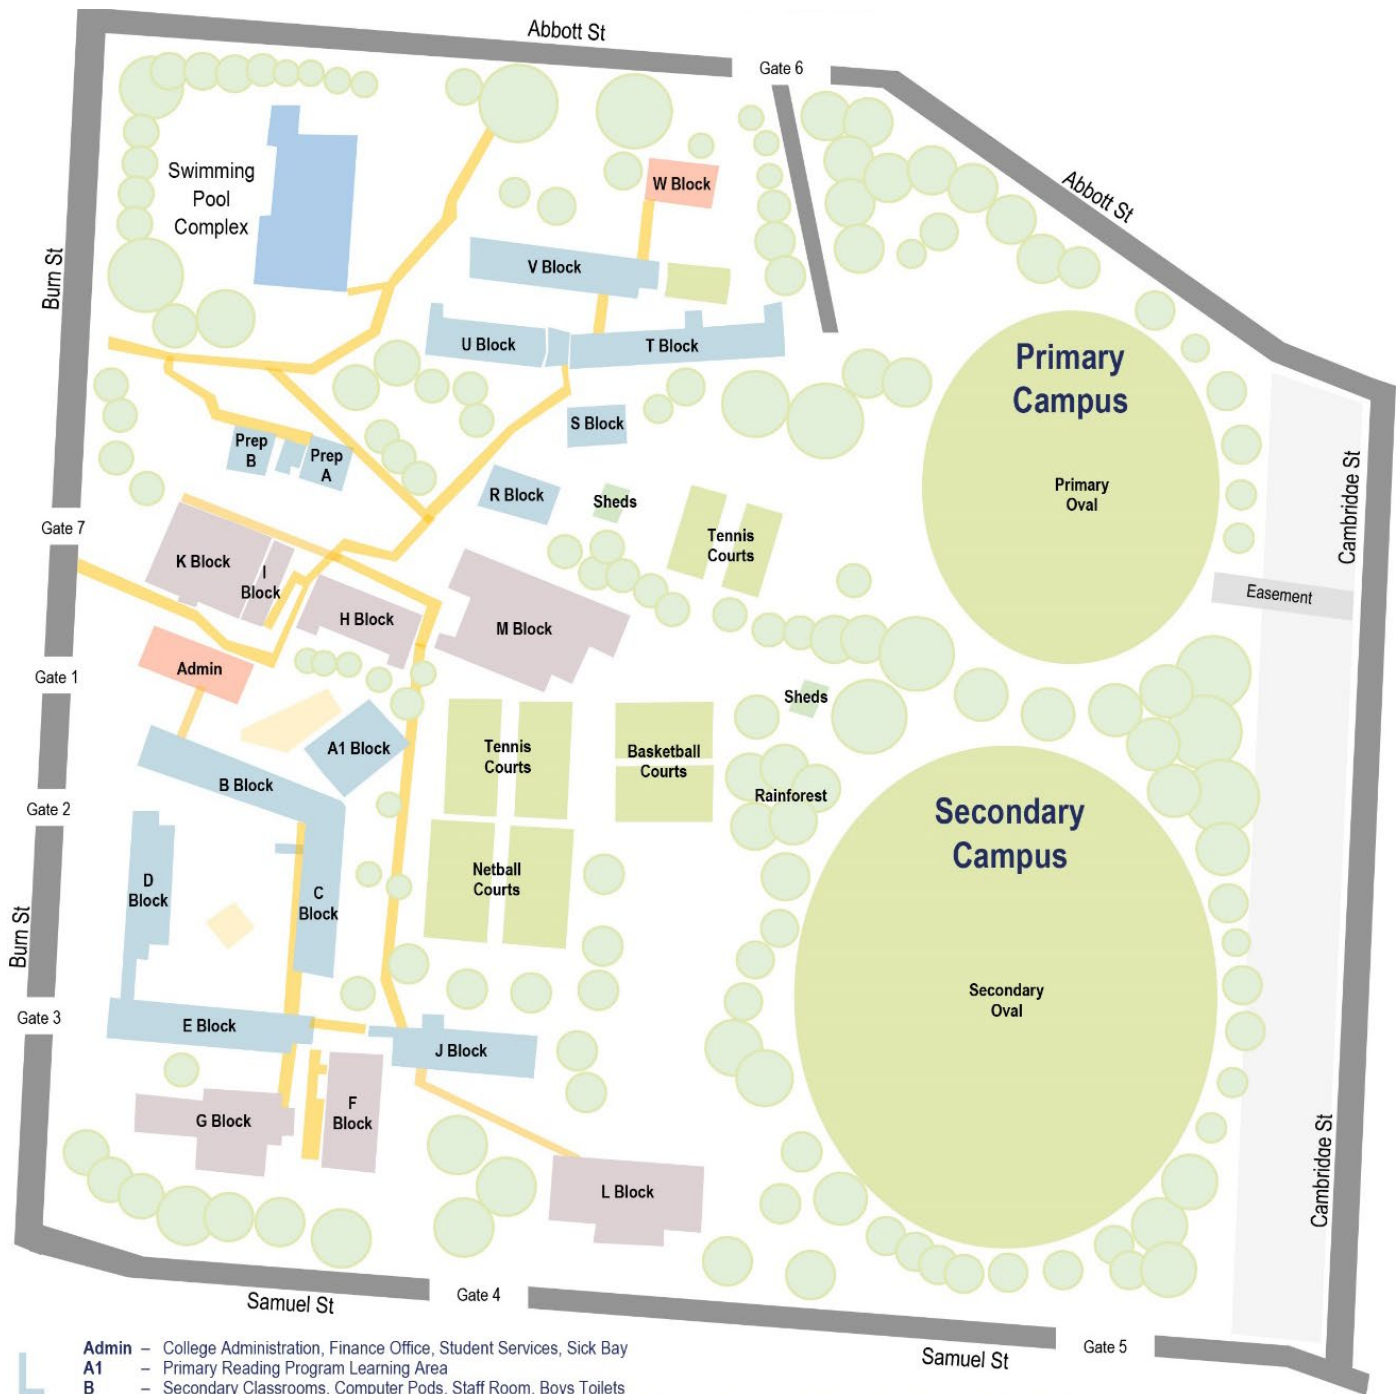 Abbott St
Gate 6
Swimming
Pool
Complex
W Block
Abbott St
Burn St
V Block
U Block
T Block
Primary
Campus
S Block
Prep
B
Prep
A
R Block
Sheds
Primary
Oval
Cambridge St
Gate 7
Tennis
Courts
K Block
I
Block
Easement
H Block
M Block
Admin
Gate 1
Sheds
A1 Block
Tennis
Courts
Basketball
Courts
B Block
Rainforest
Gate 2
Secondary
Campus
D
Block
C
Block
Netball
Courts
Burn St
Secondary
Oval
Gate 3
E Block
J Block
G Block
F
Block
Cambridge St
L Block
Samuel St
Gate 4
Samuel St
Gate 5
Admin – College Administration, Finance Office, Student Services, Sick Bay
A1 – Primary Reading Program Learning Area
B – Secondary Classrooms, Computer Pods, Staff Room, Boys Toilets